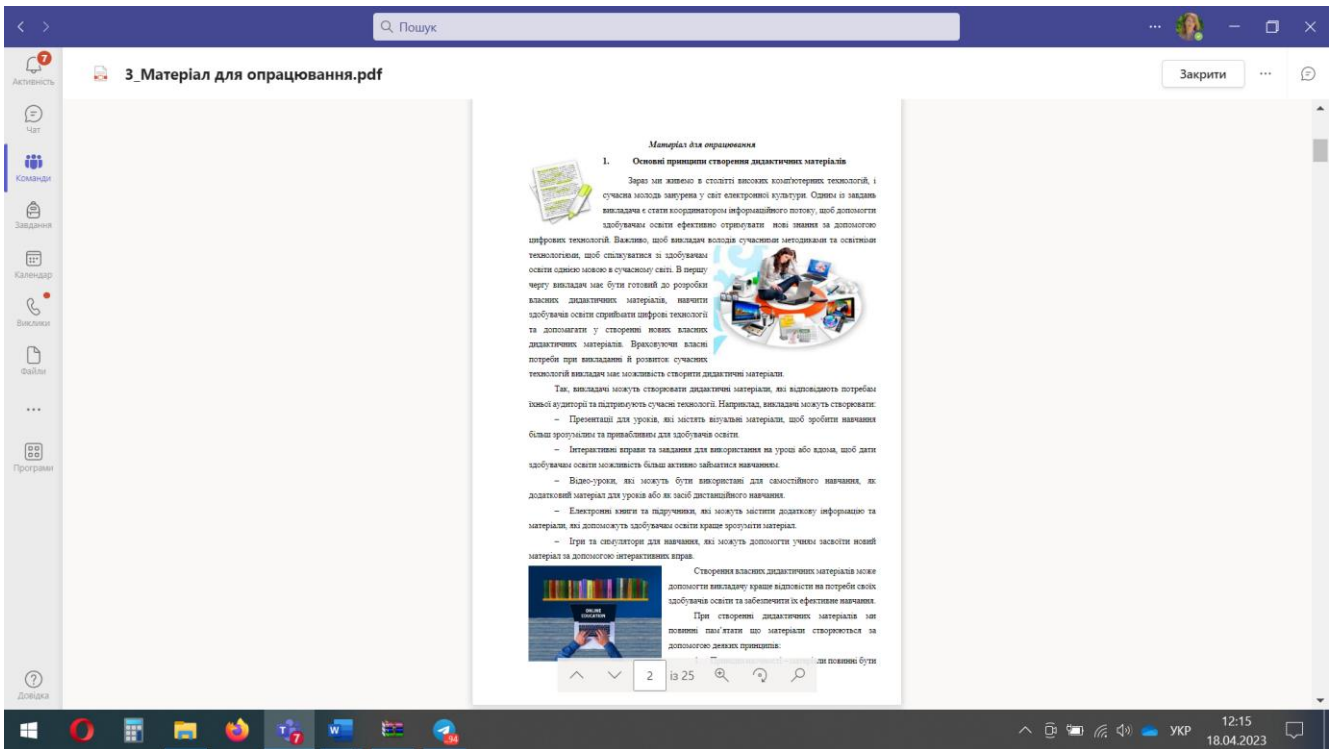 Пошук
7
Активність
Чат
Команди
Завдання
Календар
Виклики
Файли
Програми
Довідка
3_Матеріал для опрацювання.pdf
Закрити
Матеріал для опрацювання
1. Основні принципи створення дидактичних матеріалів
Зараз ми живемо в столітті високих комп'ютерних технологій, і
сучасна молодь занурена у світ електронної культури. Одним із завдань
викладача є стати координатором інформаційного потоку, щоб допомогти
здобувачам освіти ефективно отримувати нові знання за допомогою
цифрових технологій. Важливо, щоб викладач володів сучасними методиками та освітніми
технологіями, щоб спілкуватися зі здобувачам
освіти однією мовою в сучасному світі. В першу
чергу викладач має бути готовий до розробки
власних дидактичних матеріалів, навчити
здобувачів освіти сприймати цифрові технології
та допомагати у створенні нових власних
дидактичних матеріалів. Враховуючи власні
потреби при викладанні й розвиток сучасних
технологій викладач має можливість створити дидактичні матеріали.
Так, викладачі можуть створювати дидактичні матеріали, які відповідають потребам
їхньої аудиторії та підтримують сучасні технології. Наприклад, викладачі можуть створювати:
– Презентації для уроків, які містять візуальні матеріали, щоб зробити навчання
більш зрозумілим та привабливим для здобувачів освіти.
– Інтерактивні вправи та завдання для використання на уроці або вдома, щоб дати
здобувачам освіти можливість більш активно займатися навчанням.
– Відео-уроки, які можуть бути використані для самостійного навчання, як
додатковий матеріал для уроків або як засіб дистанційного навчання.
– Електронні книги та підручники, які можуть містити додаткову інформацію та
матеріали, які допоможуть здобувачам освіти краще зрозуміти матеріал.
– Ігри та симулятори для навчання, які можуть допомогти учням засвоїти новий
матеріал за допомогою інтерактивних вправ.
ONLINE
EDUCATION
Створення власних дидактичних матеріалів може
допомогти викладачу краще відповісти на потреби своїх
здобувачів освіти та забезпечити їх ефективне навчання.
При створенні дидактичних матеріалів ми
повинні пам'ятати що матеріали створюються за
допомогою деяких принципів:
повинні бути
2 із 25
7
94
УКР
12:15
18.04.2023